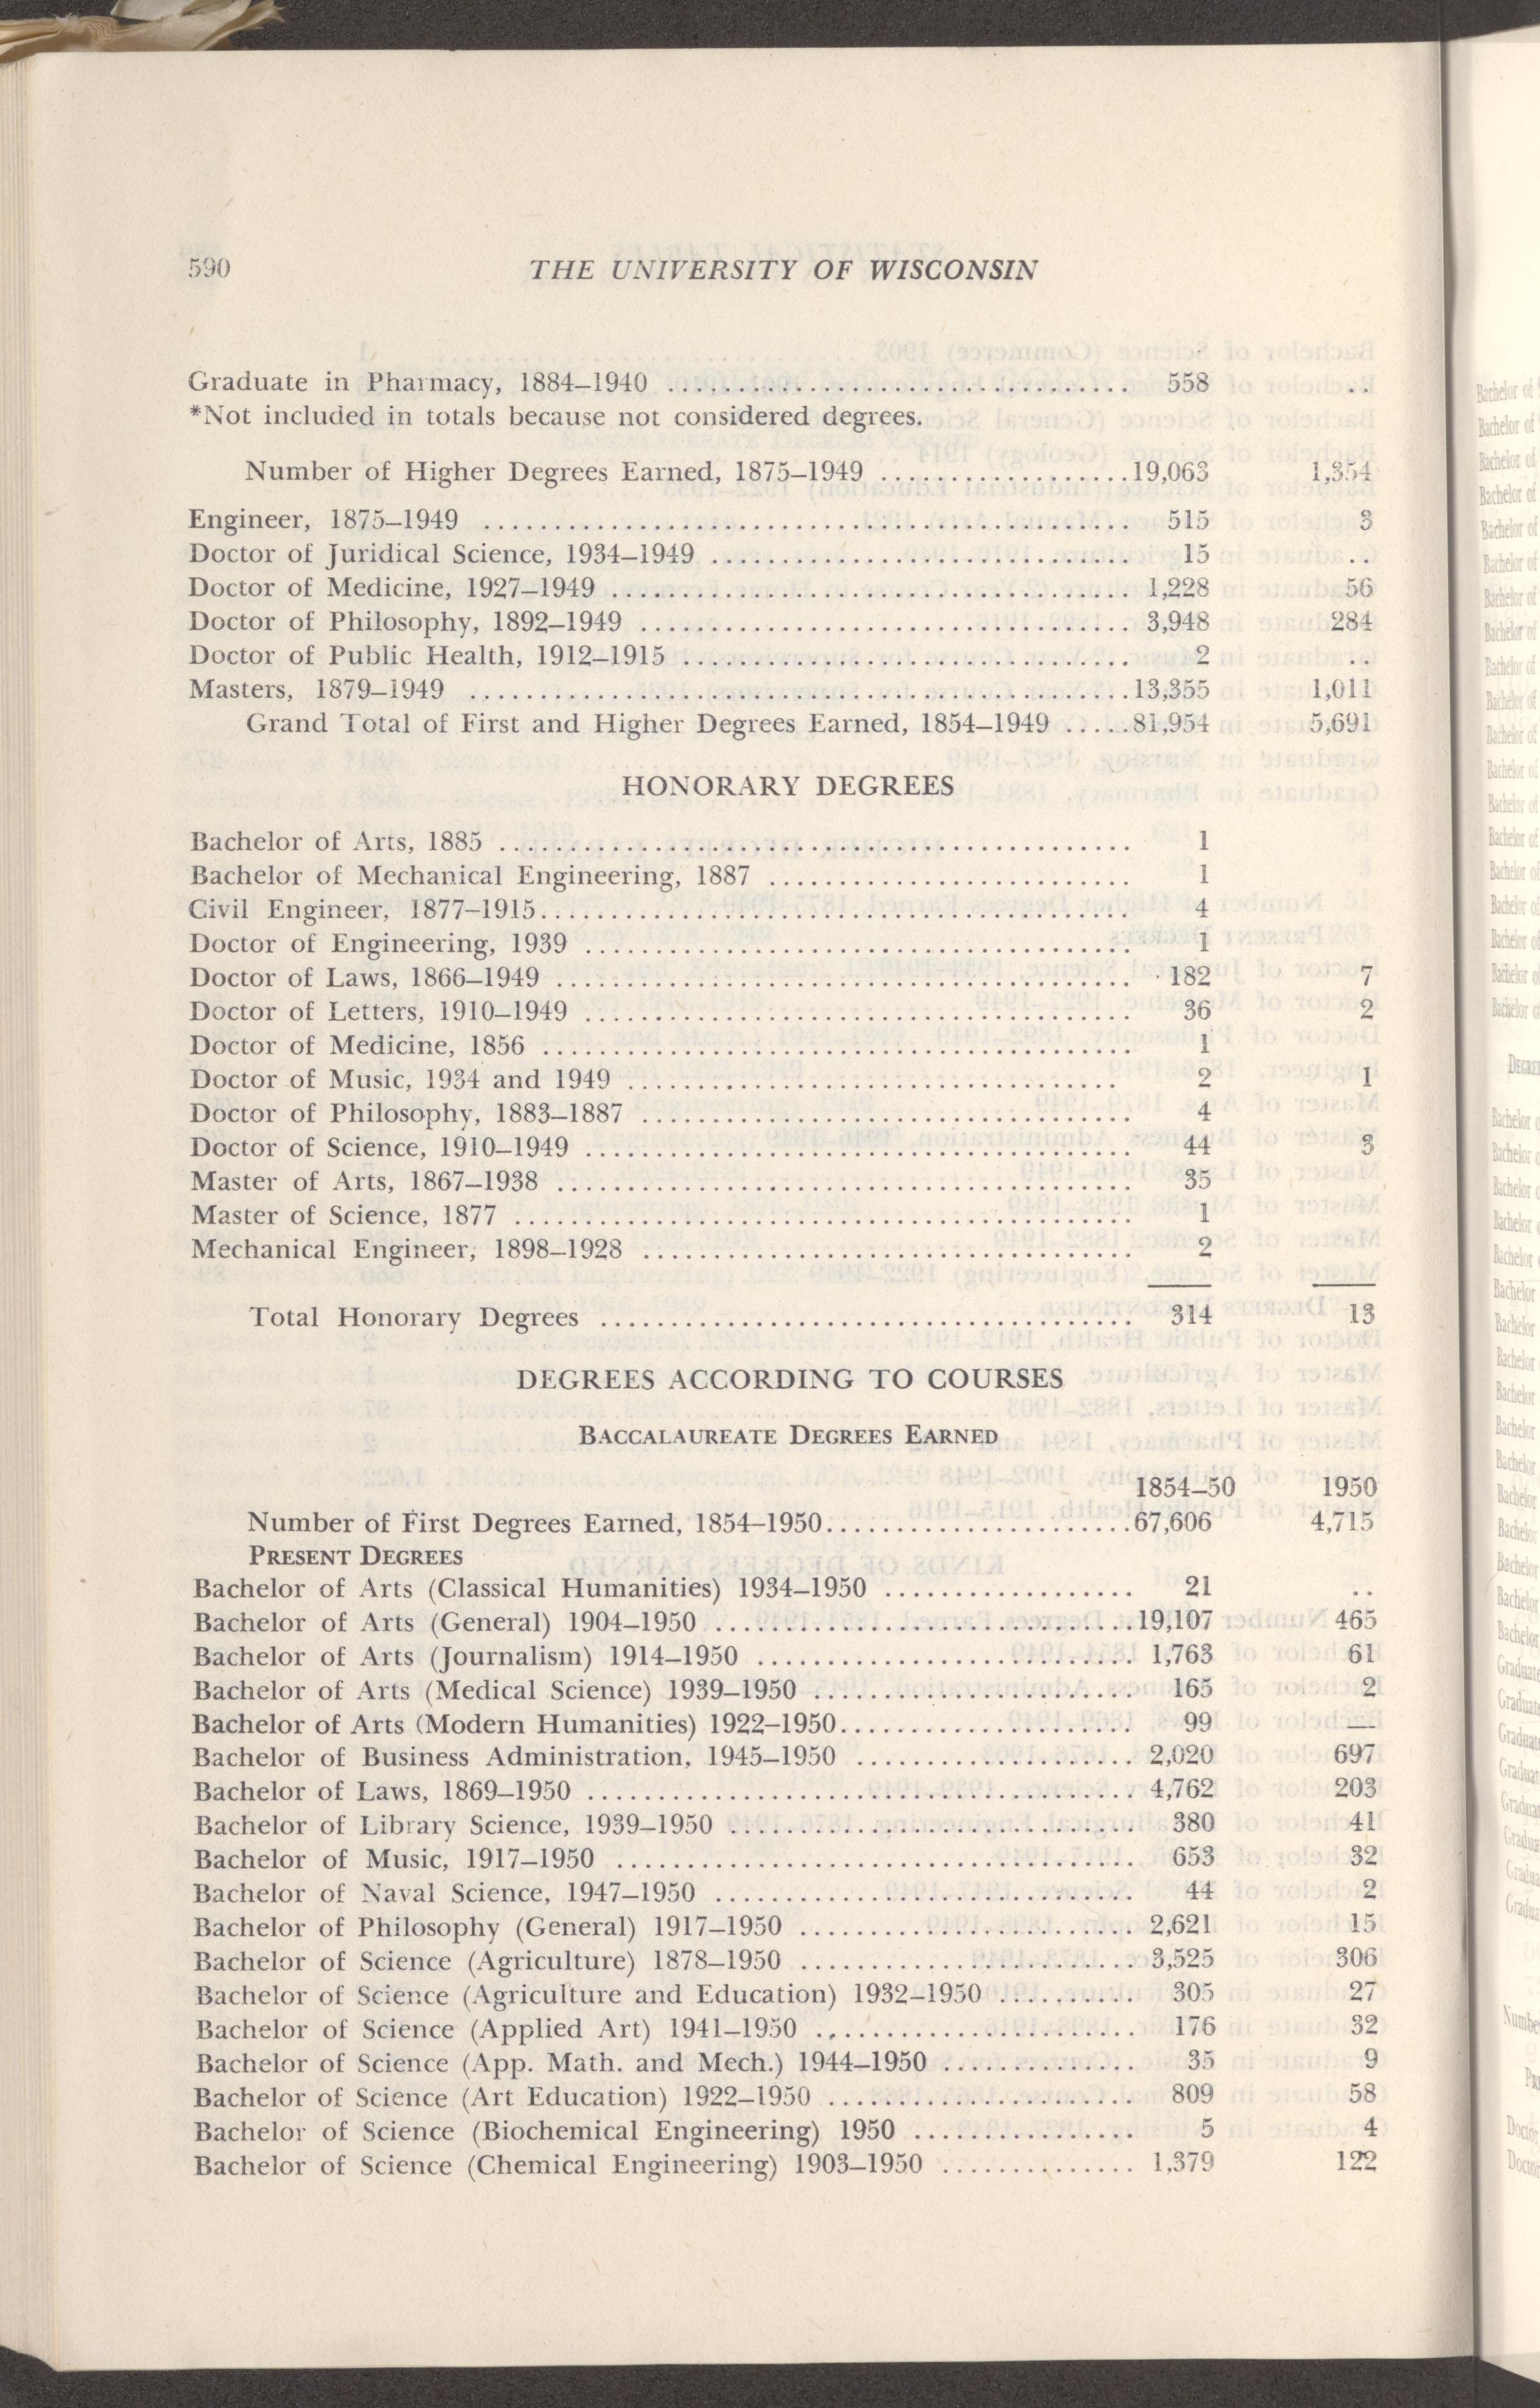 590 THE UNIVERSITY OF WISCONSIN
Graduate in Pharmacy, 1884–1940 ................................. 558 ..
*Not included in totals because not considered degrees.
Number of Higher Degrees Earned, 1875–1949 ..................19,063 1,354
Engineer, 1875–1949 .............................................. 515 3
Doctor of Juridical Science, 1934–1949 .............................. 15 ..
Doctor of Medicine, 1927–1949 ..................................... 1,228 56
Doctor of Philosophy, 1892–1949 ................................... 3,948 284
Doctor of Public Health, 1912–1915 ................................ 2 ..
Masters, 1879–1949 ...............................................13,355 1,011
Grand Total of First and Higher Degrees Earned, 1854–1949 .....81,954 5,691
HONORARY DEGREES
Bachelor of Arts, 1885 ............................................. 1
Bachelor of Mechanical Engineering, 1887 .......................... 1
Civil Engineer, 1877–1915.......................................... 4
Doctor of Engineering, 1939 ....................................... 1
Doctor of Laws, 1866–1949 ......................................... 182 7
Doctor of Letters, 1910–1949 ....................................... 36 2
Doctor of Medicine, 1856 .......................................... 1
Doctor of Music, 1934 and 1949 ................................... 2 1
Doctor of Philosophy, 1883–1887 ................................... 4
Doctor of Science, 1910–1949 ....................................... 44 3
Master of Arts, 1867–1938 ......................................... 35
Master of Science, 1877 ............................................ 1
Mechanical Engineer, 1898–1928 ................................... 2
Total Honorary Degrees ...................................... 314 13
DEGREES ACCORDING TO COURSES
BACCALAUREATE DEGREES EARNED
1854–50 1950
Number of First Degrees Earned, 1854–1950......................67,606 4,715
PRESENT DEGREES
Bachelor of Arts (Classical Humanities) 1934–1950 .................. 21 ..
Bachelor of Arts (General) 1904–1950 ..............................19,107 465
Bachelor of Arts (Journalism) 1914–1950 ........................... 1,763 61
Bachelor of Arts (Medical Science) 1939–1950 ....................... 165 2
Bachelor of Arts (Modern Humanities) 1922–1950..................... 99 —
Bachelor of Business Administration, 1945–1950 .................... 2,020 697
Bachelor of Laws, 1869–1950 ....................................... 4,762 203
Bachelor of Library Science, 1939–1950 ............................. 380 41
Bachelor of Music, 1917–1950 ..................................... 653 32
Bachelor of Naval Science, 1947–1950 .............................. 44 2
Bachelor of Philosophy (General) 1917–1950 ........................ 2,621 15
Bachelor of Science (Agriculture) 1878–1950 ........................ 3,525 306
Bachelor of Science (Agriculture and Education) 1932–1950 .......... 305 27
Bachelor of Science (Applied Art) 1941–1950 ....................... 176 32
Bachelor of Science (App. Math. and Mech.) 1944–1950 .............. 35 9
Bachelor of Science (Art Education) 1922–1950 ...................... 809 58
Bachelor of Science (Biochemical Engineering) 1950 ................ 5 4
Bachelor of Science (Chemical Engineering) 1903–1950 .............. 1,379 122